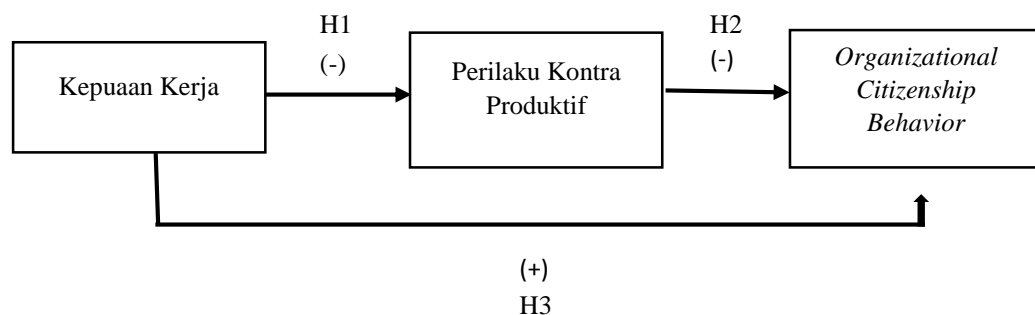 H1
(-)
H2
(-)
Kepuaan Kerja
Perilaku Kontra
Produktif
Organizational
Citizenship
Behavior
(+)
H3